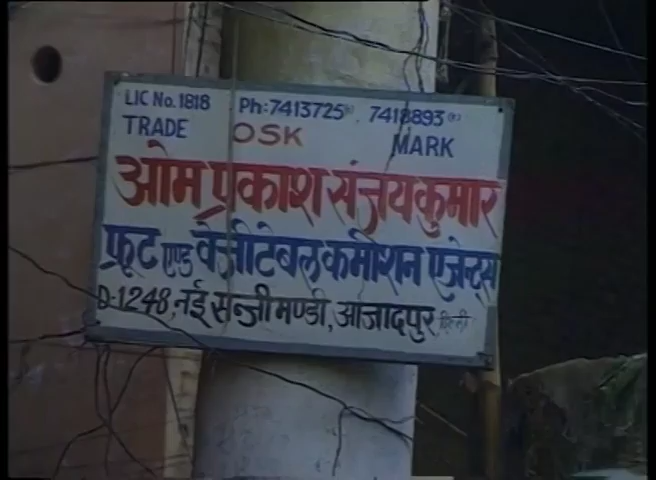 LIC No. 1818 Ph: 7413725(O) 7418893(R)
TRADE OSK MARK
ओम प्रकाश संजय कुमार
फ्रूट एण्ड वेजीटेबल कमीशन एजेन्ट्स
D-1248, नई सब्जी मण्डी, आजादपुर, दिल्ली